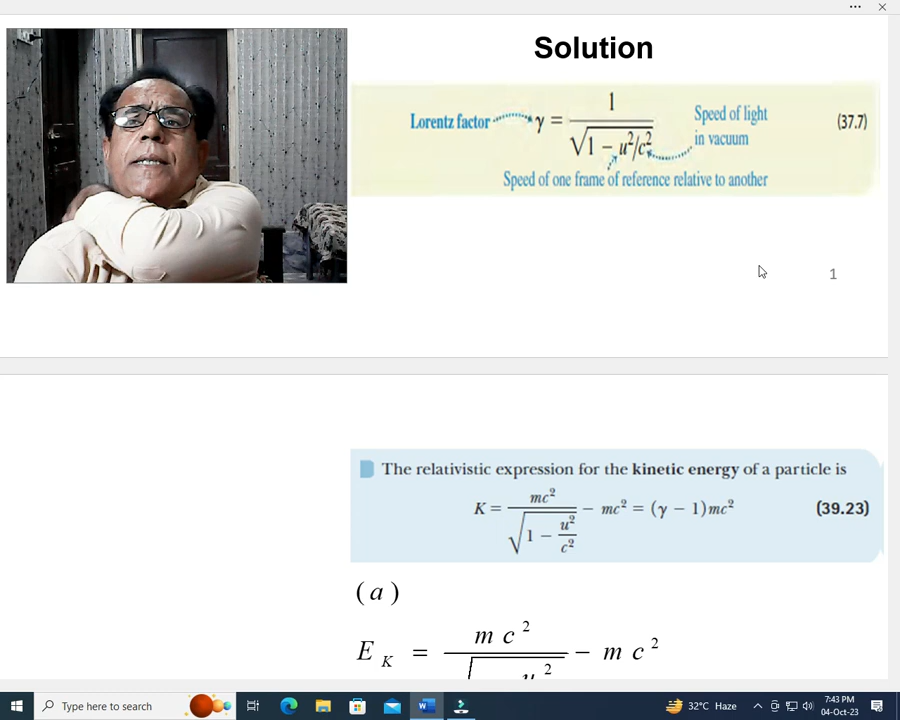 Solution
Lorentz factor γ = 1 / √(1 − u²/c²) Speed of light in vacuum (37.7)
Speed of one frame of reference relative to another
1
The relativistic expression for the kinetic energy of a particle is
K = mc² / √(1 − u²/c²) − mc² = (γ − 1)mc² (39.23)
(a)
E_K = mc² / √ u² − mc²
Type here to search
32°C Haze
7:43 PM
04-Oct-23